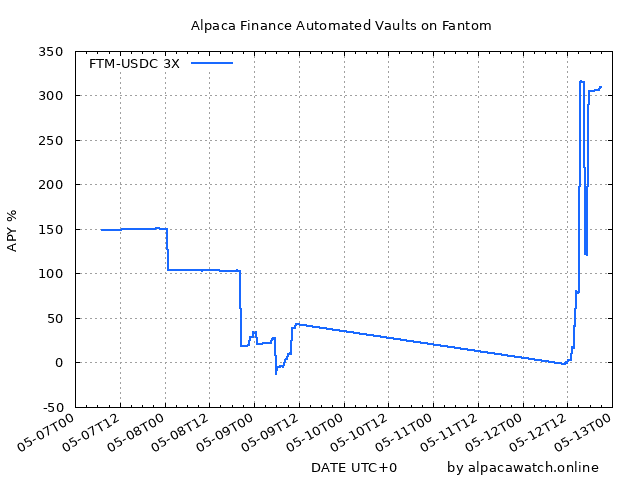 Alpaca Finance Automated Vaults on Fantom
350
FTM-USDC 3X
300
250
200
150
APY %
100
50
0
-50
05-07T00
05-07T12
05-08T00
05-08T12
05-09T00
05-09T12
05-10T00
05-10T12
05-11T00
05-11T12
05-12T00
05-12T12
05-13T00
DATE UTC+0
by alpacawatch.online